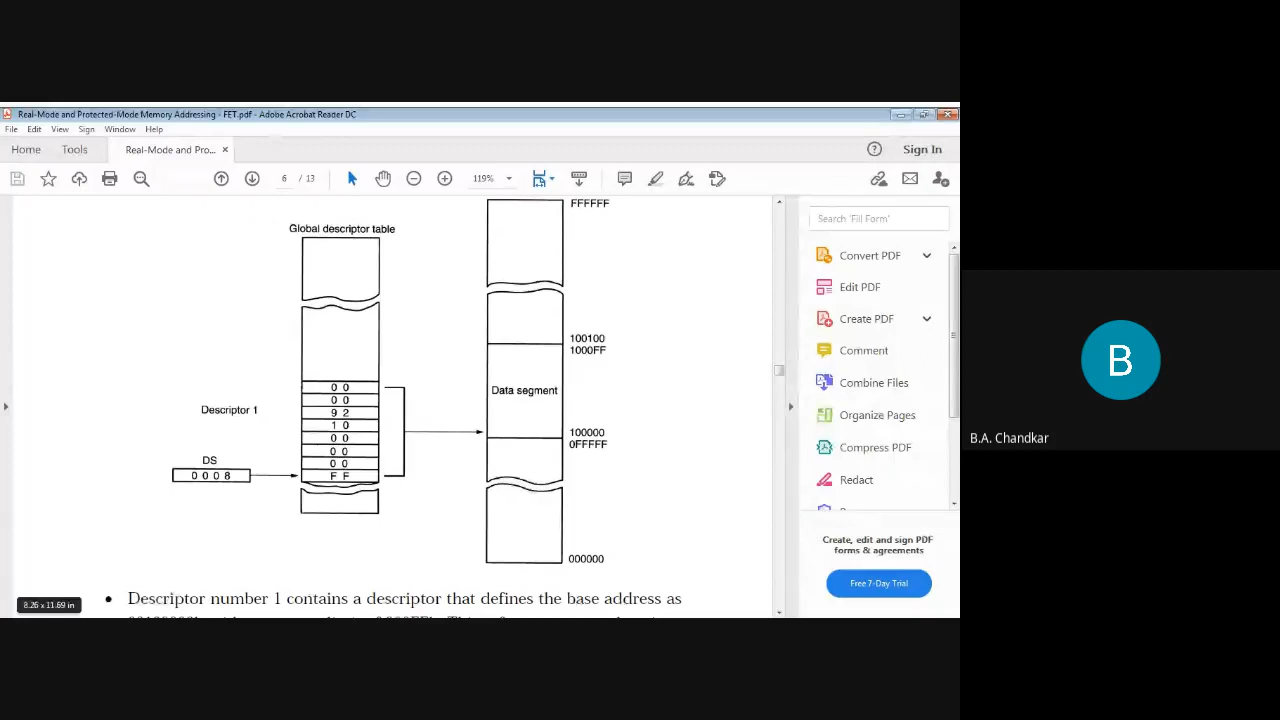 Real-Mode and Protected-Mode Memory Addressing - FET.pdf - Adobe Acrobat Reader DC
File Edit View Sign Window Help
Home Tools Real-Mode and Pro... × Sign In
6 / 13 119%
Global descriptor table
FFFFFF
100100
1000FF
Data segment
100000
0FFFFF
000000
Descriptor 1
0 0
0 0
9 2
1 0
0 0
0 0
0 0
F F
DS
0 0 0 8
8.26 x 11.69 in
• Descriptor number 1 contains a descriptor that defines the base address as
Search 'Fill Form'
Convert PDF
Edit PDF
Create PDF
Comment
Combine Files
Organize Pages
Compress PDF
Redact
Create, edit and sign PDF
forms & agreements
Free 7-Day Trial
B
B.A. Chandkar